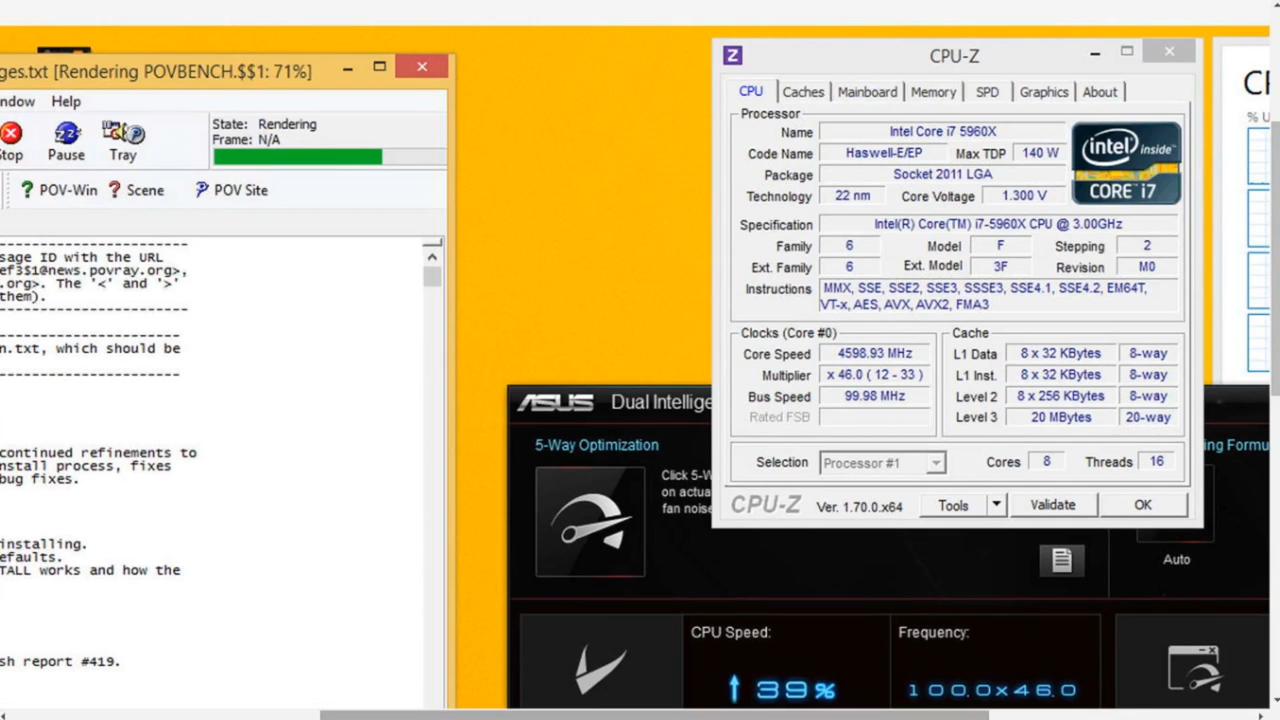 ges.txt [Rendering POVBENCH.$$1: 71%]
ndow Help
Stop Pause Tray
State: Rendering
Frame: N/A
? POV-Win ? Scene POV Site
------------------------------
sage ID with the URL
ef3$1@news.povray.org>,
.org>. The '<' and '>'
them).
------------------------------
------------------------------
n.txt, which should be
------------------------------
continued refinements to
nstall process, fixes
bug fixes.
installing.
efaults.
TALL works and how the
sh report #419.
CPU-Z
CPU Caches Mainboard Memory SPD Graphics About
Processor
Name Intel Core i7 5960X
Code Name Haswell-E/EP Max TDP 140 W
Package Socket 2011 LGA
Technology 22 nm Core Voltage 1.300 V
intel inside™
CORE™ i7
Specification Intel(R) Core(TM) i7-5960X CPU @ 3.00GHz
Family 6 Model F Stepping 2
Ext. Family 6 Ext. Model 3F Revision M0
Instructions MMX, SSE, SSE2, SSE3, SSSE3, SSE4.1, SSE4.2, EM64T,
VT-x, AES, AVX, AVX2, FMA3
Clocks (Core #0)
Core Speed 4598.93 MHz
Multiplier x 46.0 ( 12 - 33 )
Bus Speed 99.98 MHz
Rated FSB
Cache
L1 Data 8 x 32 KBytes 8-way
L1 Inst. 8 x 32 KBytes 8-way
Level 2 8 x 256 KBytes 8-way
Level 3 20 MBytes 20-way
Selection Processor #1 Cores 8 Threads 16
CPU-Z Ver. 1.70.0.x64 Tools Validate OK
ASUS Dual Intellige
5-Way Optimization
Click 5-W
on actua
fan noise
ing Formu
Auto
CPU Speed:
39%
Frequency:
100.0x46.0
% U